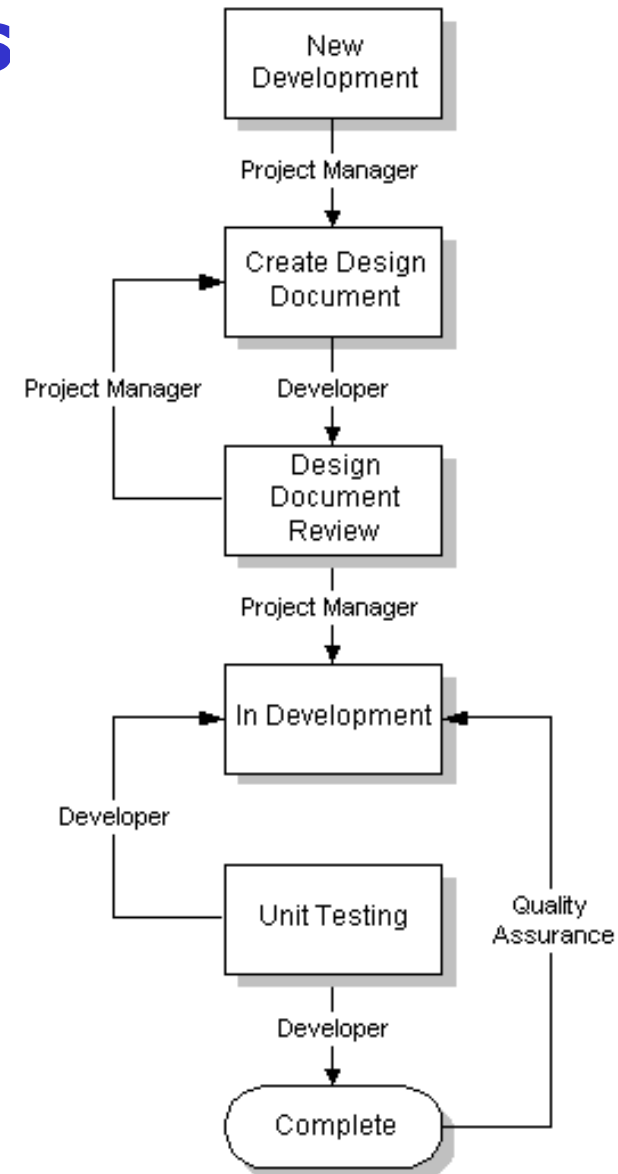 s
New
Development
Project Manager
Create Design
Document
Project Manager
Developer
Design
Document
Review
Project Manager
In Development
Developer
Unit Testing
Quality
Assurance
Developer
Complete